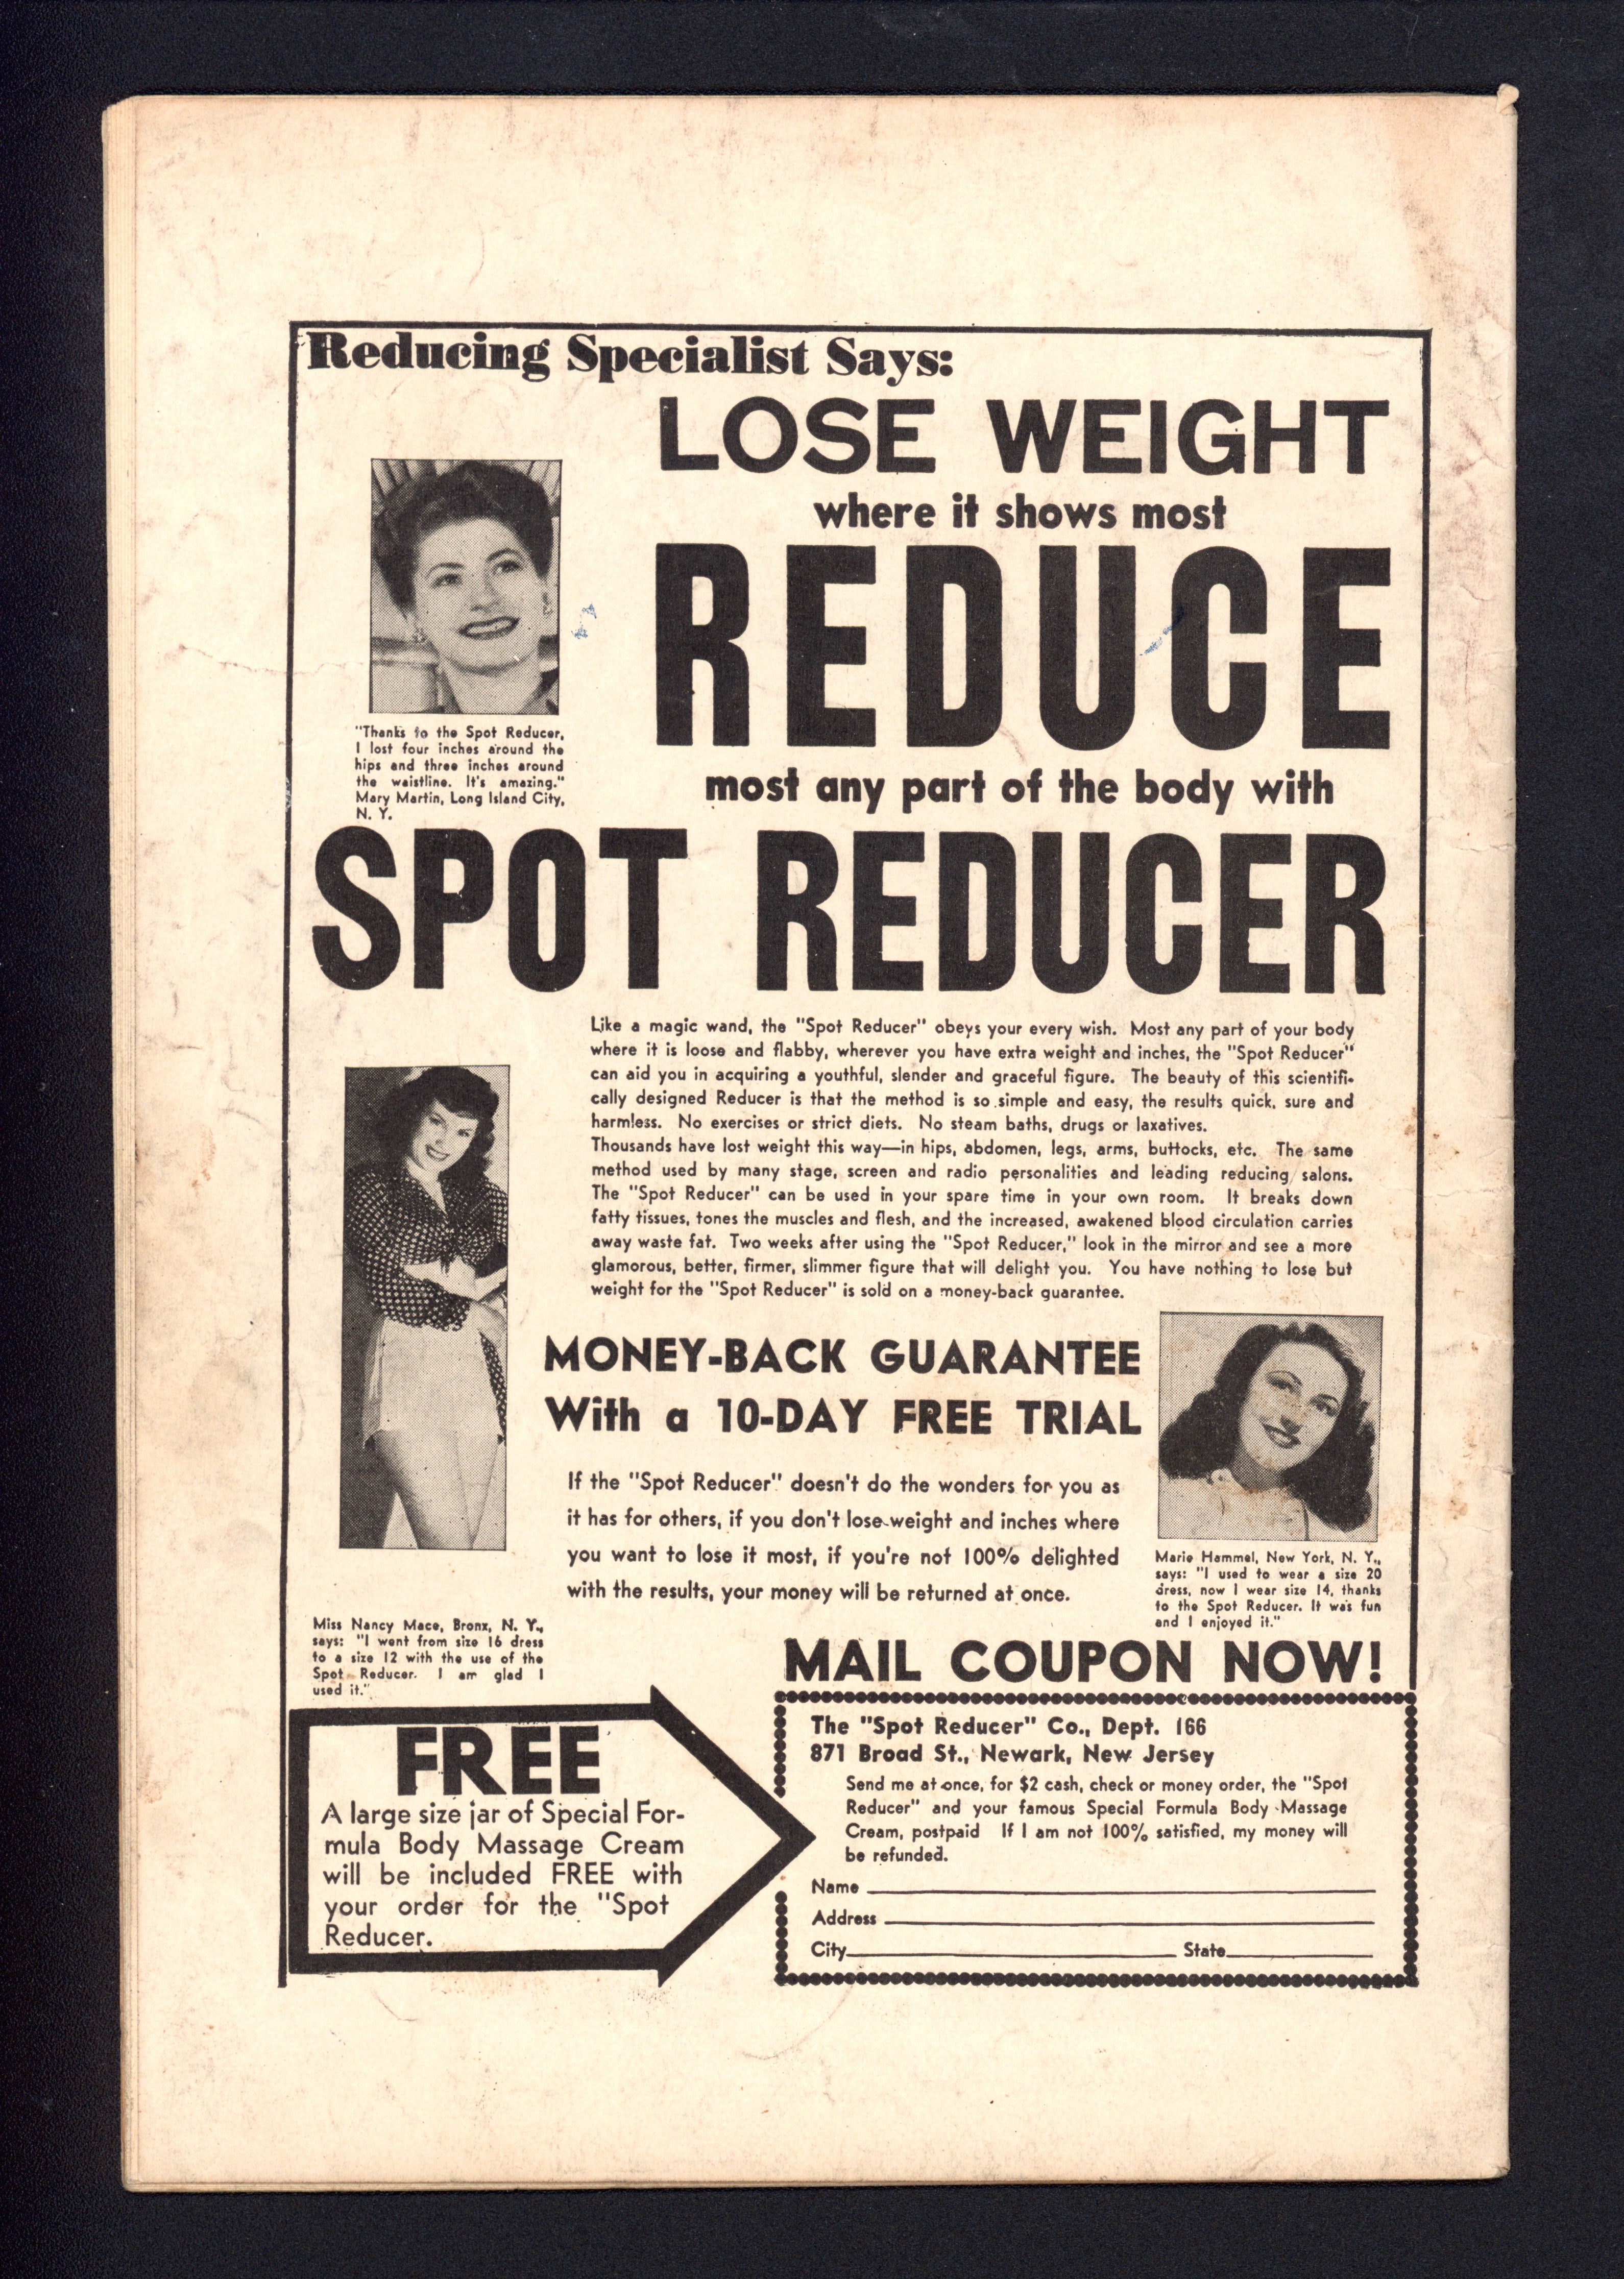 Reducing Specialist Says:
LOSE WEIGHT
where it shows most
REDUCE
most any part of the body with
"Thanks to the Spot Reducer,
I lost four inches around the
hips and three inches around
the waistline. It's amazing."
Mary Martin, Long Island City,
N. Y.
SPOT REDUCER
Like a magic wand, the "Spot Reducer" obeys your every wish. Most any part of your body
where it is loose and flabby, wherever you have extra weight and inches, the "Spot Reducer"
can aid you in acquiring a youthful, slender and graceful figure. The beauty of this scientifi-
cally designed Reducer is that the method is so simple and easy, the results quick, sure and
harmless. No exercises or strict diets. No steam baths, drugs or laxatives.
Thousands have lost weight this way—in hips, abdomen, legs, arms, buttocks, etc. The same
method used by many stage, screen and radio personalities and leading reducing salons.
The "Spot Reducer" can be used in your spare time in your own room. It breaks down
fatty tissues, tones the muscles and flesh, and the increased, awakened blood circulation carries
away waste fat. Two weeks after using the "Spot Reducer," look in the mirror and see a more
glamorous, better, firmer, slimmer figure that will delight you. You have nothing to lose but
weight for the "Spot Reducer" is sold on a money-back guarantee.
MONEY-BACK GUARANTEE
With a 10-DAY FREE TRIAL
If the "Spot Reducer" doesn't do the wonders for you as
it has for others, if you don't lose weight and inches where
you want to lose it most, if you're not 100% delighted
with the results, your money will be returned at once.
Marie Hammel, New York, N. Y.,
says: "I used to wear a size 20
dress, now I wear size 14, thanks
to the Spot Reducer. It was fun
and I enjoyed it."
Miss Nancy Mace, Bronx, N. Y.,
says: "I went from size 16 dress
to a size 12 with the use of the
Spot Reducer. I am glad I
used it."
MAIL COUPON NOW!
FREE
A large size jar of Special For-
mula Body Massage Cream
will be included FREE with
your order for the "Spot
Reducer.
The "Spot Reducer" Co., Dept. 166
871 Broad St., Newark, New Jersey
Send me at once, for $2 cash, check or money order, the "Spot
Reducer" and your famous Special Formula Body Massage
Cream, postpaid If I am not 100% satisfied, my money will
be refunded.
Name
Address
City State